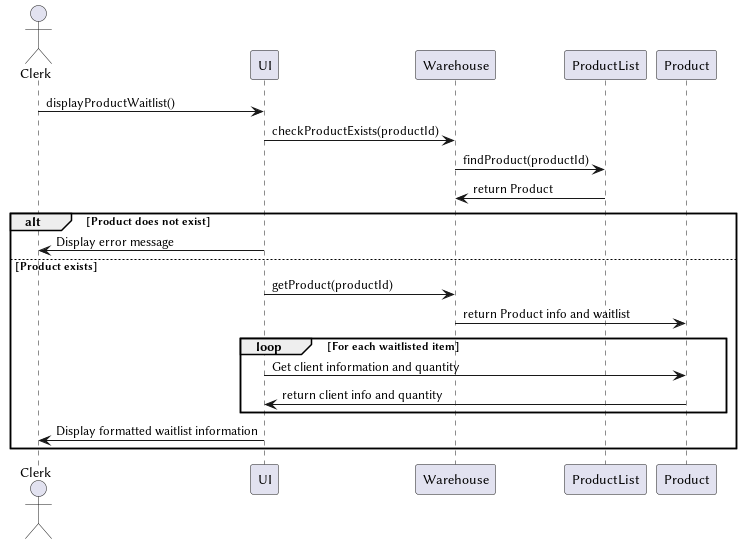 Clerk
UI
Warehouse
ProductList
Product
displayProductWaitlist()
checkProductExists(productId)
findProduct(productId)
return Product
alt [Product does not exist]
Display error message
[Product exists]
getProduct(productId)
return Product info and waitlist
loop [For each waitlisted item]
Get client information and quantity
return client info and quantity
Display formatted waitlist information
Clerk
UI
Warehouse
ProductList
Product